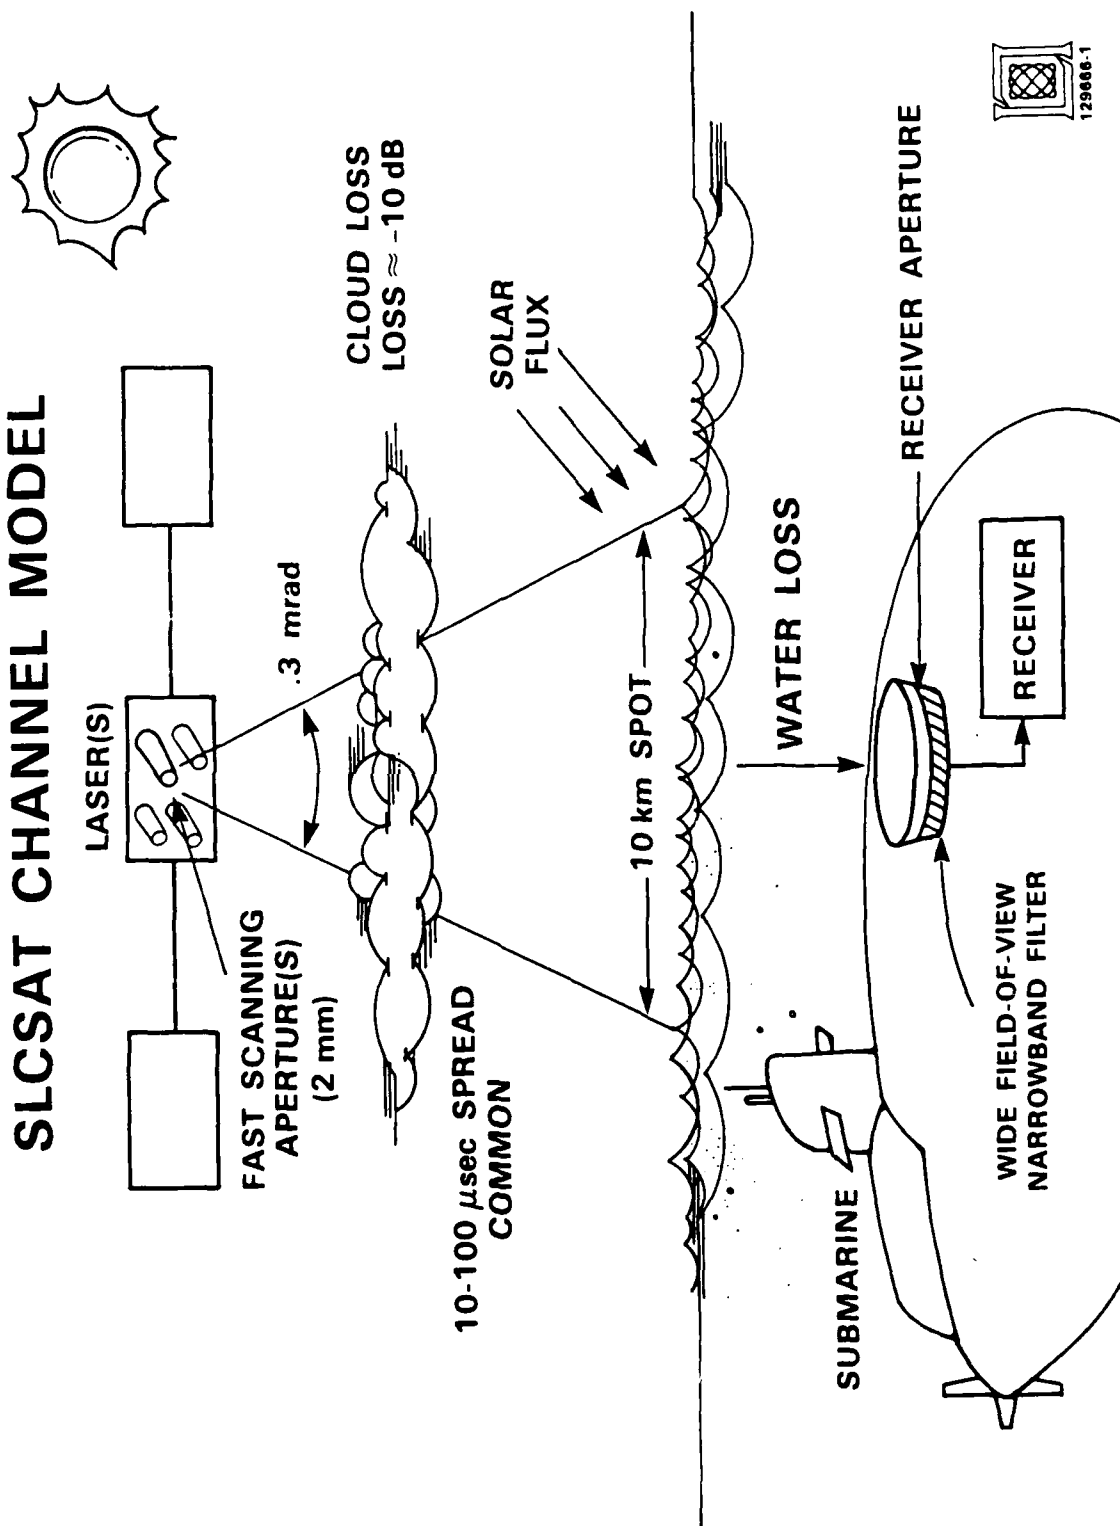 SLCSAT CHANNEL MODEL
LASER(S)
FAST SCANNING
APERTURE(S)
(2 mm)
.3 mrad
CLOUD LOSS
LOSS ≈ -10 dB
10-100 μsec SPREAD
COMMON
SOLAR
FLUX
10 km SPOT
WATER LOSS
SUBMARINE
RECEIVER APERTURE
WIDE FIELD-OF-VIEW
NARROWBAND FILTER
RECEIVER
129666-1